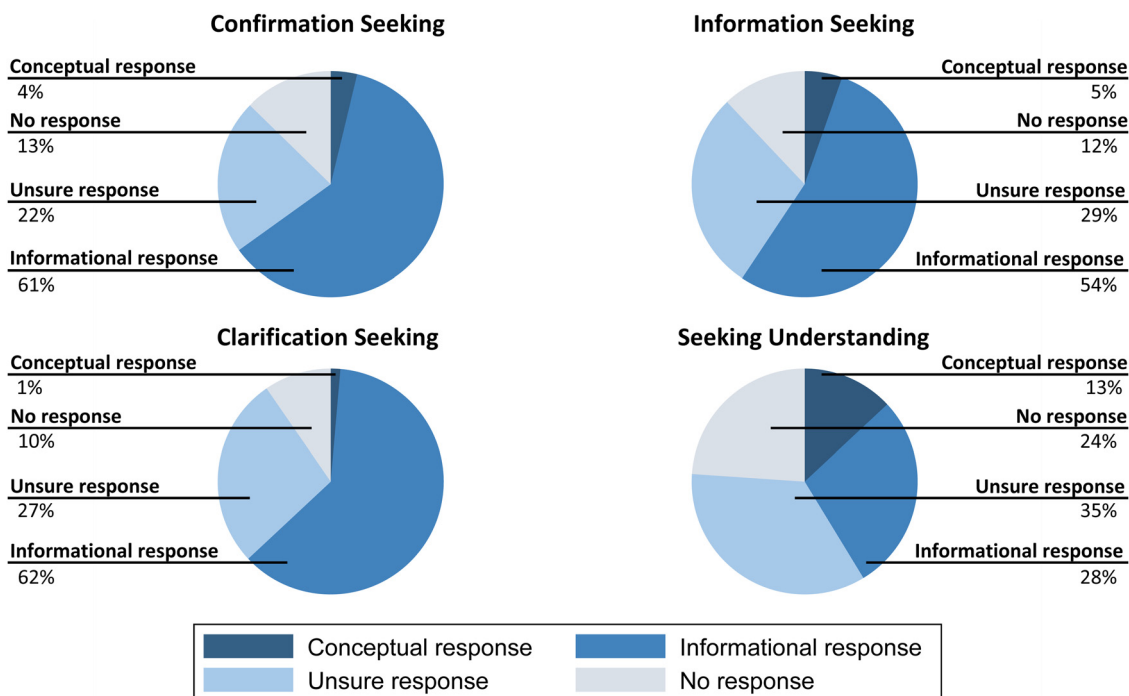 Confirmation Seeking
Conceptual response
4%
No response
13%
Unsure response
22%
Informational response
61%
Information Seeking
Conceptual response
5%
No response
12%
Unsure response
29%
Informational response
54%
Clarification Seeking
Conceptual response
1%
No response
10%
Unsure response
27%
Informational response
62%
Seeking Understanding
Conceptual response
13%
No response
24%
Unsure response
35%
Informational response
28%
Conceptual response
Informational response
Unsure response
No response